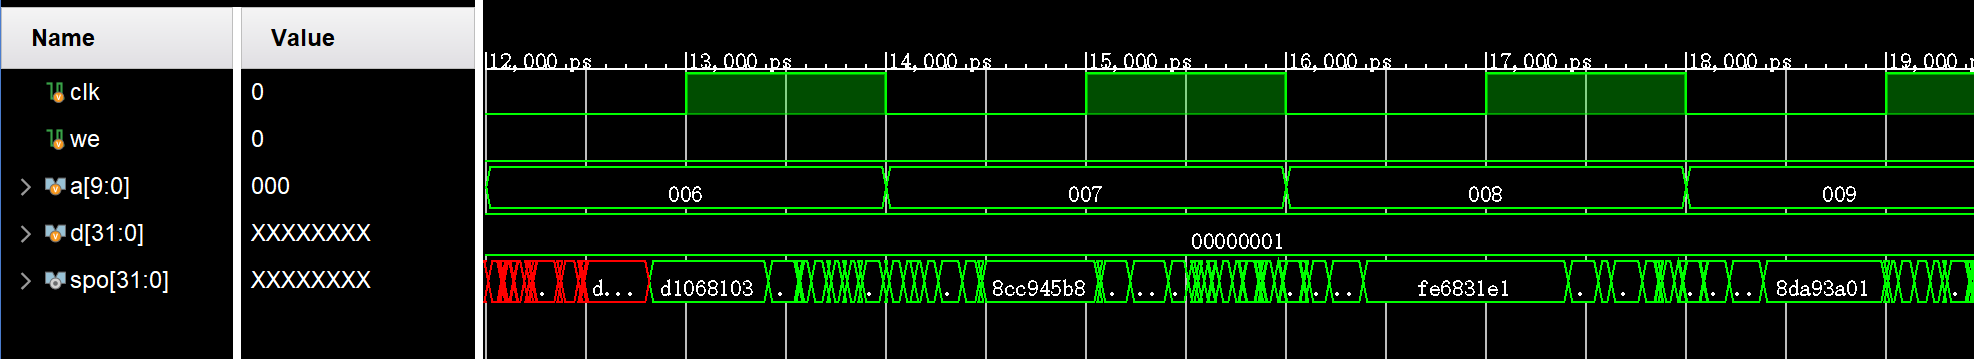 Name Value
12,000 ps 13,000 ps 14,000 ps 15,000 ps 16,000 ps 17,000 ps 18,000 ps 19,000 ps
clk 0
we 0
a[9:0] 000 006 007 008 009
d[31:0] XXXXXXXX 00000001
spo[31:0] XXXXXXXX . d... d1068103 . . . 8cc945b8 . .. . . . .. fe6831e1 . . . . .. 8da93a01 .